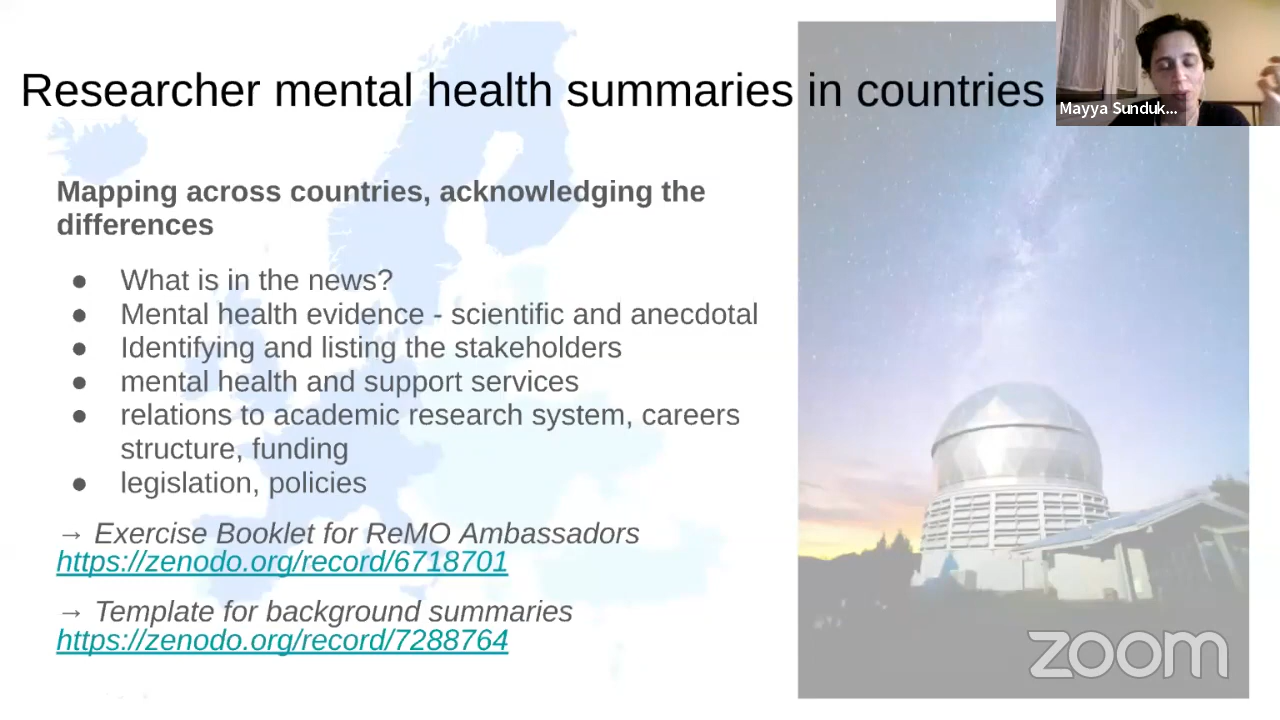 Researcher mental health summaries in countries
Mayya Sunduk...
Mapping across countries, acknowledging the
differences
● What is in the news?
● Mental health evidence - scientific and anecdotal
● Identifying and listing the stakeholders
● mental health and support services
● relations to academic research system, careers
structure, funding
● legislation, policies
→ Exercise Booklet for ReMO Ambassadors
https://zenodo.org/record/6718701
→ Template for background summaries
https://zenodo.org/record/7288764
zoom